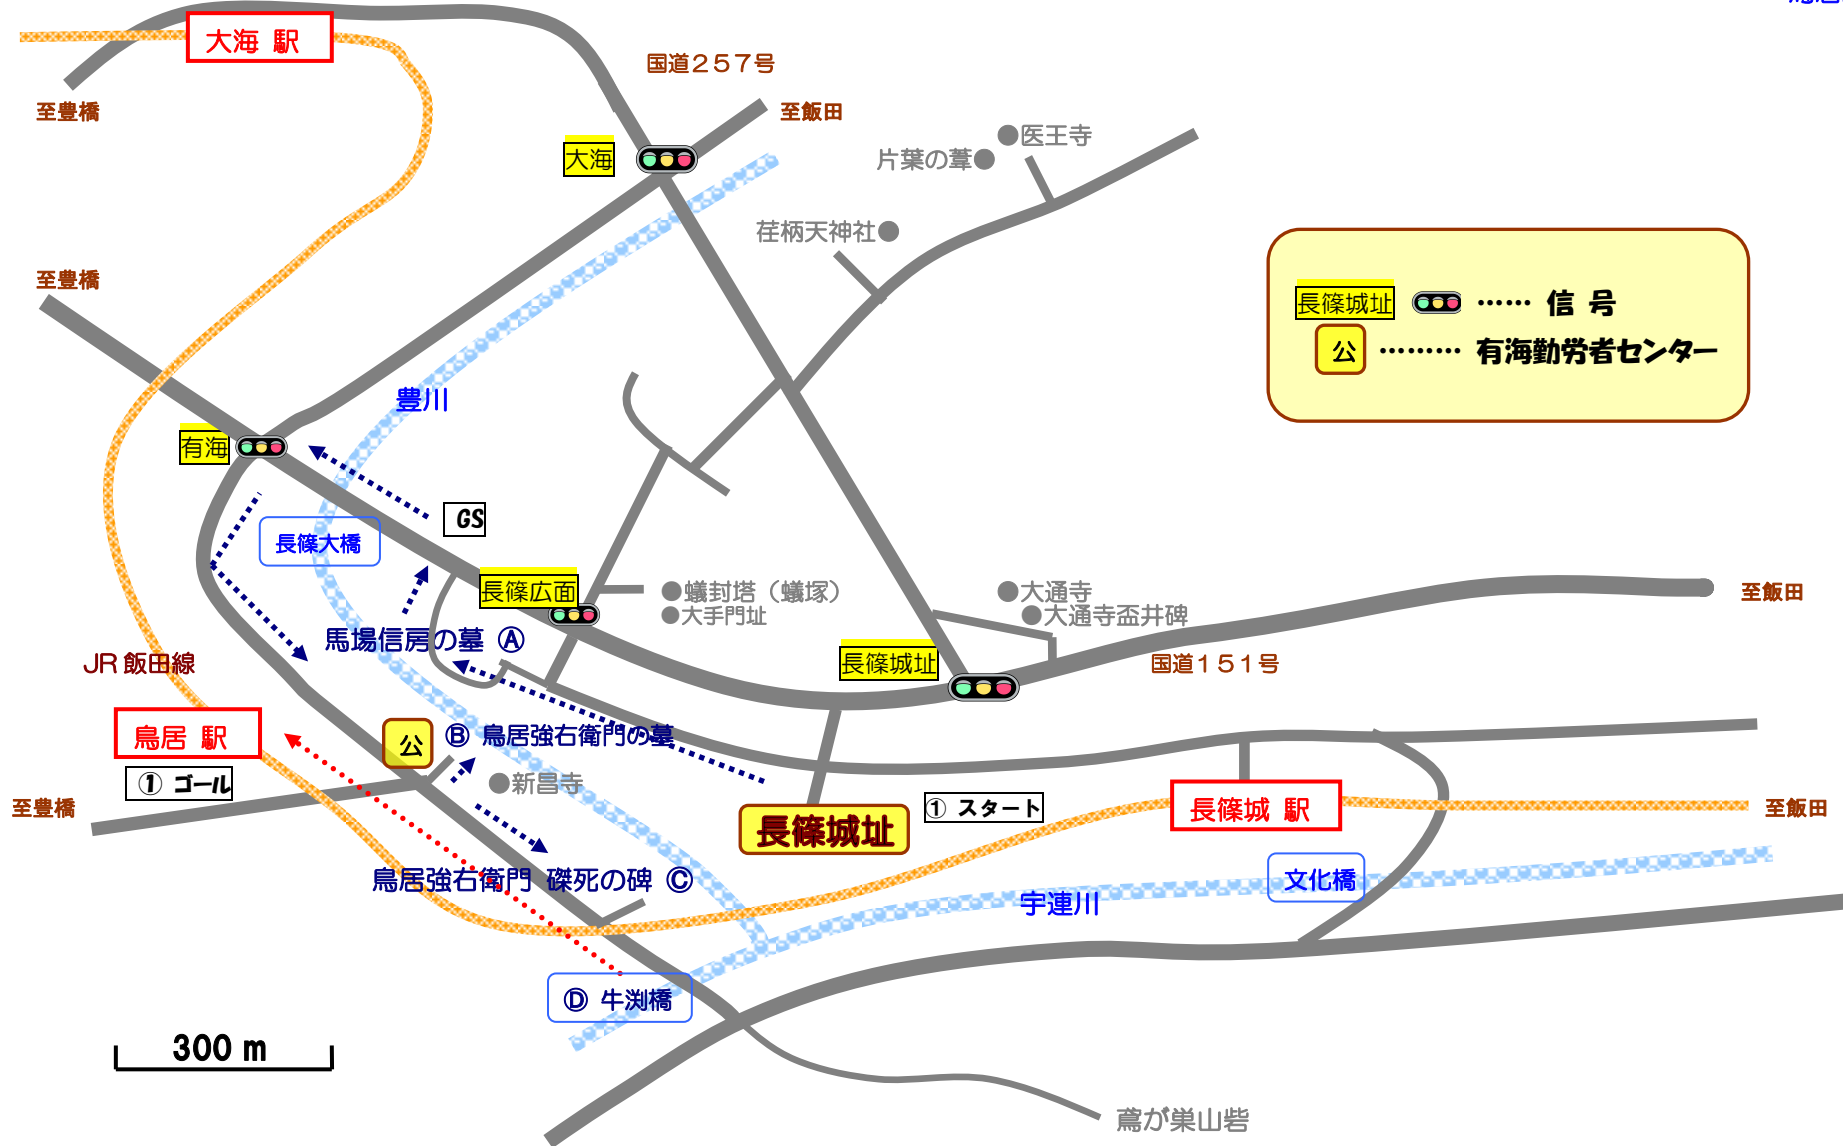 大海 駅
国道２５７号
至豊橋
至飯田
大海
●医王寺
片葉の葦●
荏柄天神社●
至豊橋
長篠城址 …… 信 号
公 ……… 有海勤労者センター
豊川
有海
GS
長篠大橋
長篠広面
●蟻封塔（蟻塚）
●大手門址
●大通寺
●大通寺盃井碑
至飯田
馬場信房の墓 Ⓐ
長篠城址
国道１５１号
JR 飯田線
鳥居 駅
公
Ⓑ 鳥居強右衛門の墓
① ゴール
●新昌寺
至豊橋
長篠城址
① スタート
長篠城 駅
至飯田
鳥居強右衛門 磔死の碑 Ⓒ
文化橋
宇連川
Ⓓ 牛渕橋
300 m
鳶が巣山砦